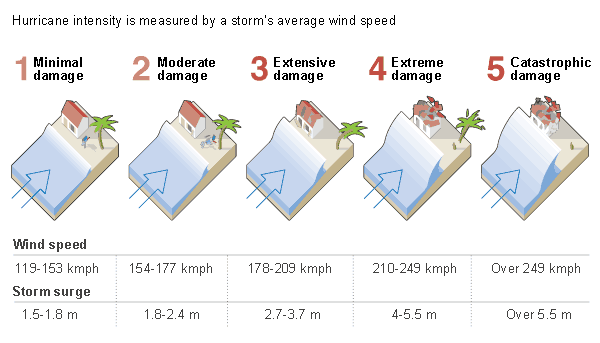 Hurricane intensity is measured by a storm's average wind speed
1 Minimal damage
2 Moderate damage
3 Extensive damage
4 Extreme damage
5 Catastrophic damage
Wind speed
119-153 kmph 154-177 kmph 178-209 kmph 210-249 kmph Over 249 kmph
Storm surge
1.5-1.8 m 1.8-2.4 m 2.7-3.7 m 4-5.5 m Over 5.5 m